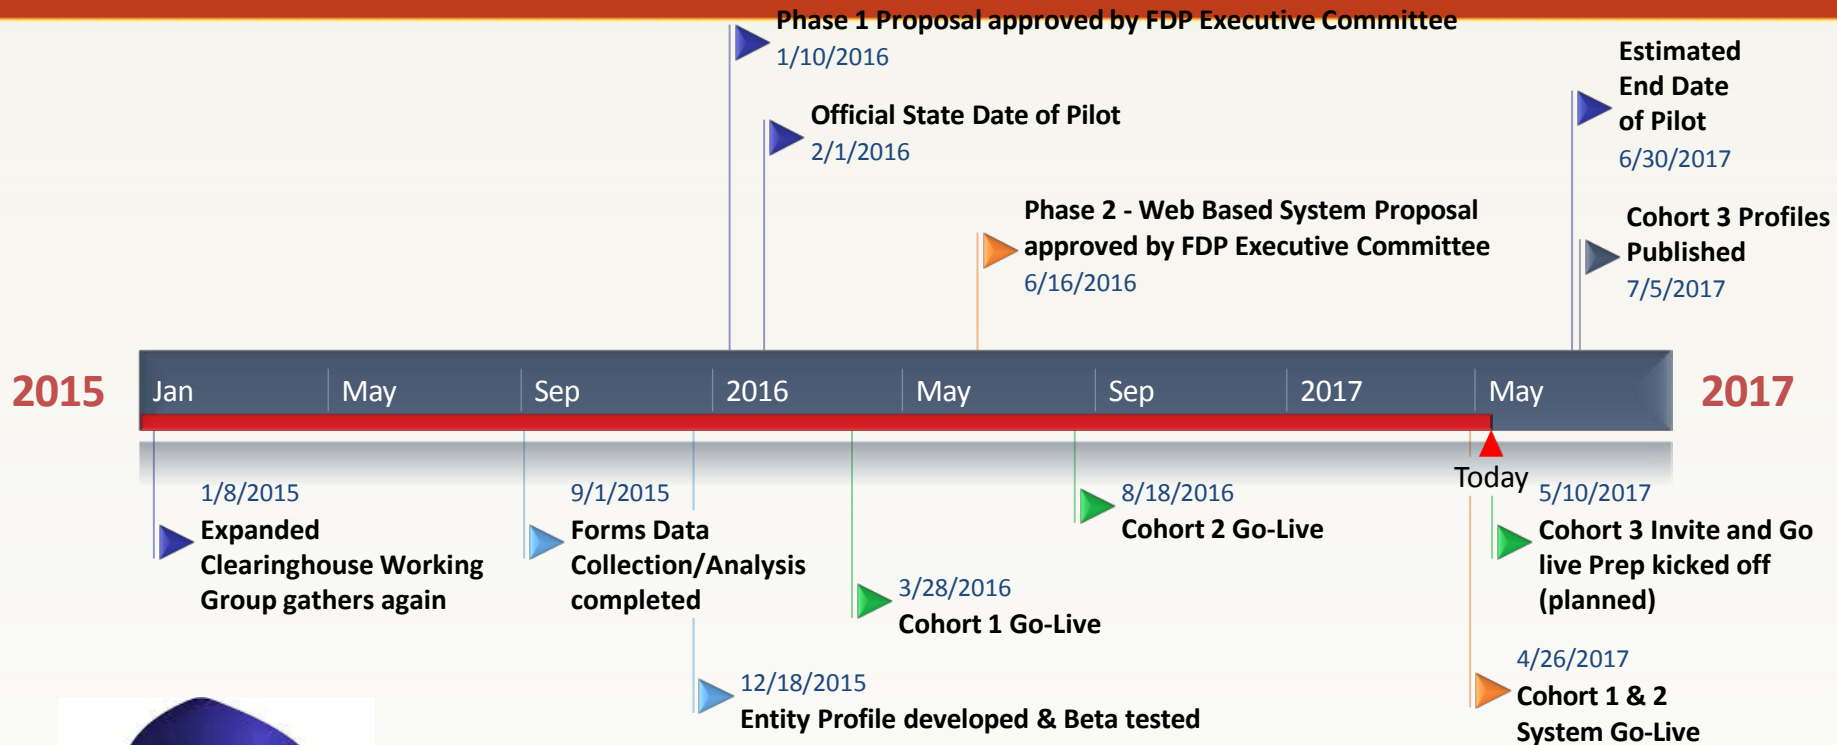 Phase 1 Proposal approved by FDP Executive Committee
1/10/2016
Official State Date of Pilot
2/1/2016
Phase 2 - Web Based System Proposal
approved by FDP Executive Committee
6/16/2016
Estimated
End Date
of Pilot
6/30/2017
Cohort 3 Profiles
Published
7/5/2017
2015
Jan
May
Sep
2016
May
Sep
2017
May
2017
Today
1/8/2015
Expanded
Clearinghouse Working
Group gathers again
9/1/2015
Forms Data
Collection/Analysis
completed
12/18/2015
Entity Profile developed & Beta tested
3/28/2016
Cohort 1 Go-Live
8/18/2016
Cohort 2 Go-Live
5/10/2017
Cohort 3 Invite and Go
live Prep kicked off
(planned)
4/26/2017
Cohort 1 & 2
System Go-Live